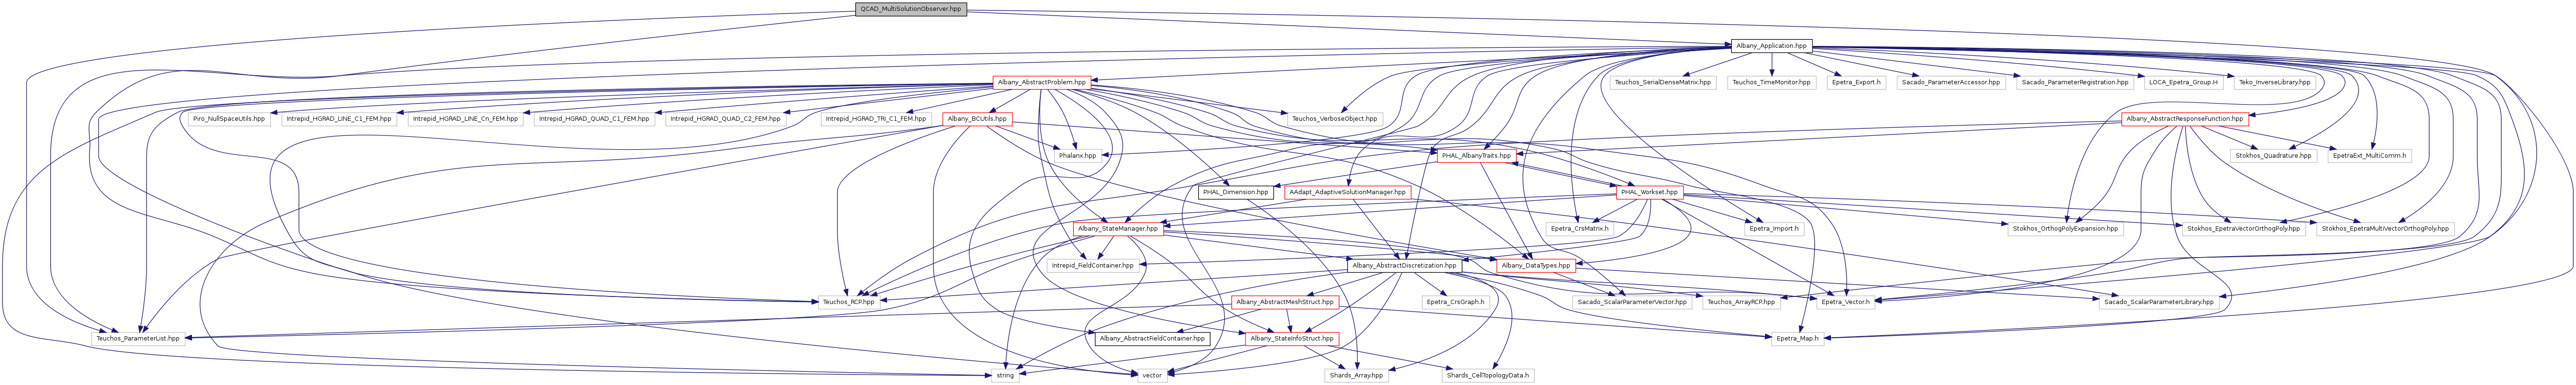 QCAD_MultiSolutionObserver.hpp
Albany_Application.hpp
Albany_AbstractProblem.hpp
Teuchos_SerialDenseMatrix.hpp
Teuchos_TimeMonitor.hpp
Epetra_Export.h
Sacado_ParameterAccessor.hpp
Sacado_ParameterRegistration.hpp
LOCA_Epetra_Group.H
Teko_InverseLibrary.hpp
Piro_NullSpaceUtils.hpp
Intrepid_HGRAD_LINE_C1_FEM.hpp
Intrepid_HGRAD_LINE_Cn_FEM.hpp
Intrepid_HGRAD_QUAD_C1_FEM.hpp
Intrepid_HGRAD_QUAD_C2_FEM.hpp
Intrepid_HGRAD_TRI_C1_FEM.hpp
Albany_BCUtils.hpp
Teuchos_VerboseObject.hpp
Albany_AbstractResponseFunction.hpp
Phalanx.hpp
PHAL_AlbanyTraits.hpp
Stokhos_Quadrature.hpp
EpetraExt_MultiComm.h
PHAL_Dimension.hpp
AAdapt_AdaptiveSolutionManager.hpp
PHAL_Workset.hpp
Albany_StateManager.hpp
Epetra_CrsMatrix.h
Epetra_Import.h
Stokhos_OrthogPolyExpansion.hpp
Stokhos_EpetraVectorOrthogPoly.hpp
Stokhos_EpetraMultiVectorOrthogPoly.hpp
Intrepid_FieldContainer.hpp
Albany_AbstractDiscretization.hpp
Albany_DataTypes.hpp
Teuchos_RCP.hpp
Albany_AbstractMeshStruct.hpp
Epetra_CrsGraph.h
Sacado_ScalarParameterVector.hpp
Teuchos_ArrayRCP.hpp
Epetra_Vector.h
Sacado_ScalarParameterLibrary.hpp
Teuchos_ParameterList.hpp
Albany_AbstractFieldContainer.hpp
Albany_StateInfoStruct.hpp
Epetra_Map.h
string
vector
Shards_Array.hpp
Shards_CellTopologyData.h